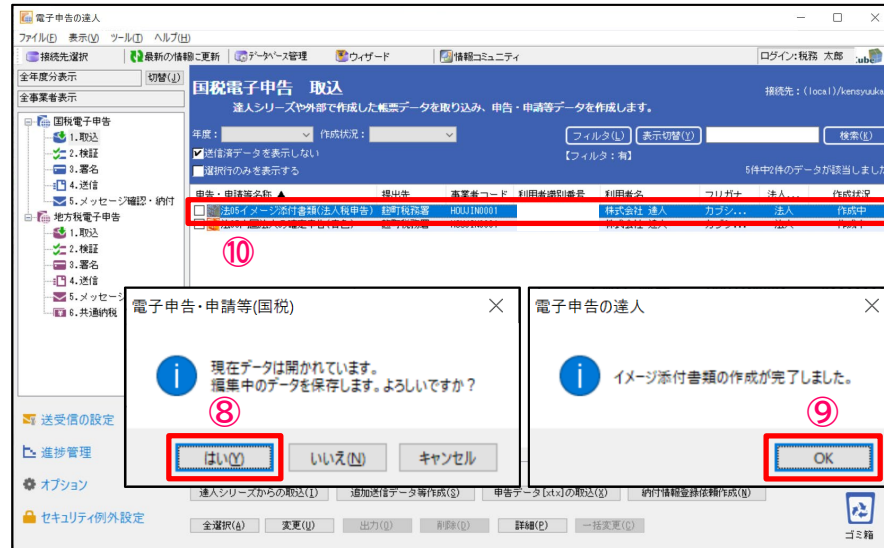 電子申告の達人
ファイル(F) 表示(V) ツール(T) ヘルプ(H)
接続先選択 最新の情報に更新 データベース管理 ウィザード 情報コミュニティ ログイン:税務 太郎
全年度分表示 切替(J)
全事業者表示
国税電子申告
1.取込
2.検証
3.署名
4.送信
5.メッセージ確認・納付
地方税電子申告
1.取込
2.検証
3.署名
4.送信
5.メッセージ
6.共通納税
国税電子申告 取込
達人シリーズや外部で作成した帳票データを取り込み、申告・申請等データを作成します。
接続先:(local)/kensyuuka
年度: 作成状況: フィルタ(L) 表示切替(Y) 検索(K)
送信済データを表示しない 【フィルタ:有】
選択行のみを表示する 5件中2件のデータが該当しました
申告・申請等名称 ▲ 提出先 事業者コード 利用者識別番号 利用者名 フリガナ 法人... 作成状況
法05イメージ添付書類(法人税申告) 麹町税務署 HOUJIN0001 株式会社 達人 カブシ... 法人 作成中
⑩
電子申告・申請等(国税)
現在データは開かれています。
編集中のデータを保存します。よろしいですか?
⑧
はい(Y) いいえ(N) キャンセル
電子申告の達人
イメージ添付書類の作成が完了しました。
⑨
OK
送受信の設定
進捗管理
オプション
セキュリティ例外設定
達人シリーズからの取込(I) 追加送信データ等作成(S) 申告データ[xtx]の取込(X) 納付情報登録依頼作成(N)
全選択(A) 変更(U) 出力(O) 削除(D) 詳細(P) 一括変更(C)
ゴミ箱